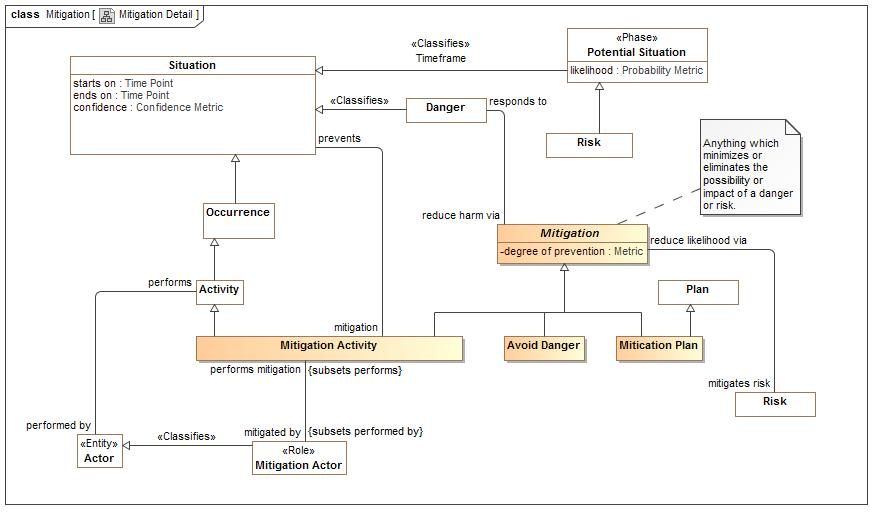 class Mitigation [ Mitigation Detail ]
«Classifies»
Timeframe
«Phase»
Potential Situation
likelihood : Probability Metric
Situation
starts on : Time Point
ends on : Time Point
confidence : Confidence Metric
«Classifies»
Danger
responds to
prevents
Risk
Anything which
minimizes or
eliminates the
possibility or
impact of a danger
or risk.
Occurrence
reduce harm via
Mitigation
-degree of prevention : Metric
reduce likelihood via
performs
Activity
Plan
mitigation
Mitigation Activity
Avoid Danger
Mitication Plan
performs mitigation
{subsets performs}
mitigates risk
Risk
performed by
«Classifies»
mitigated by
{subsets performed by}
«Entity»
Actor
«Role»
Mitigation Actor